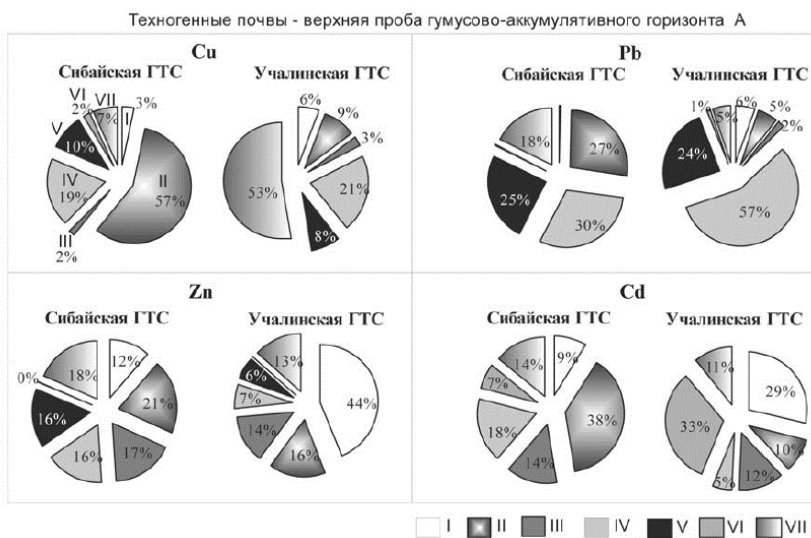 Техногенные почвы - верхняя проба гумусово-аккумулятивного горизонта А
Cu
Сибайская ГТС
Учалинская ГТС
VI
2%
VII
7%
I
3%
V
10%
IV
19%
II
57%
III
2%
6%
9%
3%
21%
8%
53%
Pb
Сибайская ГТС
Учалинская ГТС
18%
27%
25%
30%
1%
5%
6%
5%
2%
24%
57%
Zn
Сибайская ГТС
Учалинская ГТС
12%
18%
0%
21%
16%
16%
17%
13%
6%
7%
44%
14%
16%
Cd
Сибайская ГТС
Учалинская ГТС
14%
9%
7%
38%
18%
14%
11%
29%
33%
10%
5%
12%
I II III IV V VI VII